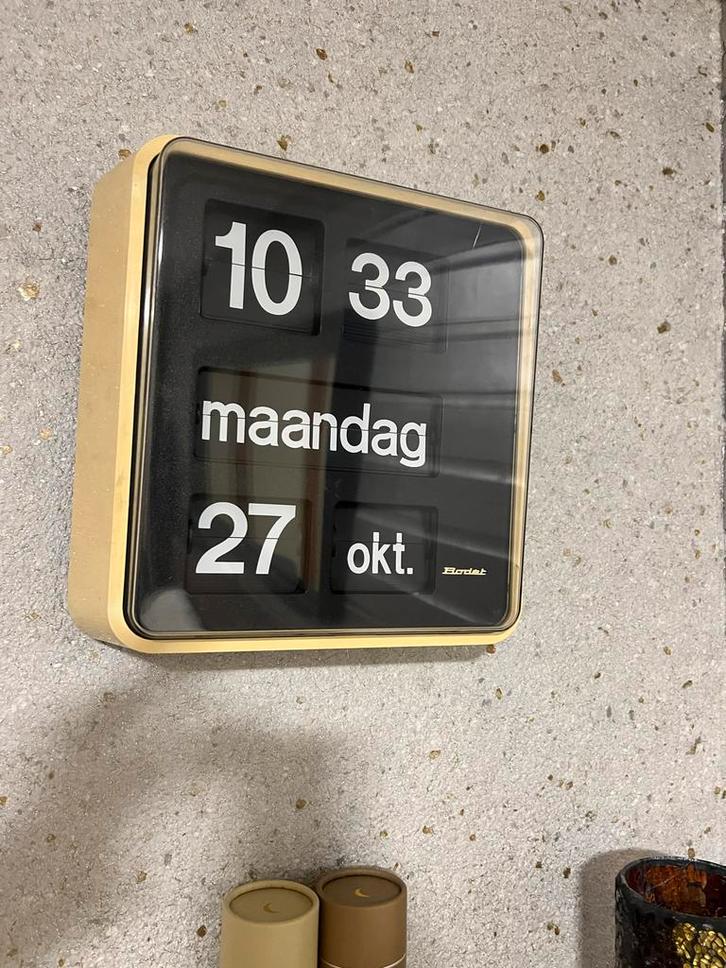 10 33
maandag
27 okt.
Bodet